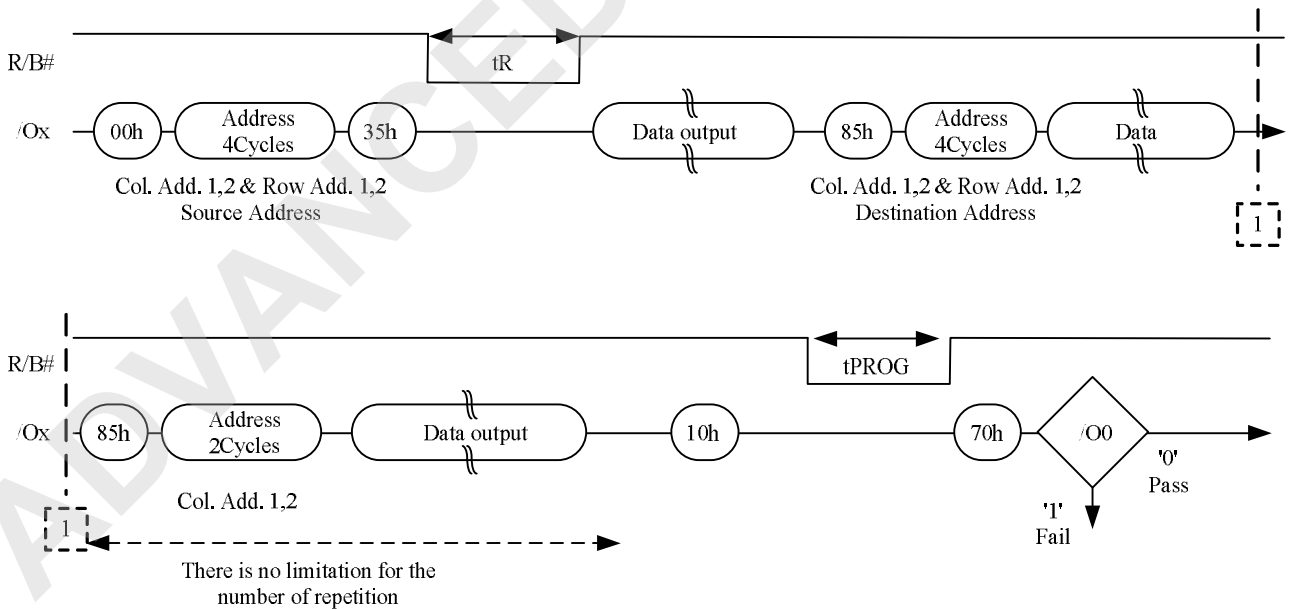 R/B#
tR
/Ox
00h
Address
4Cycles
35h
Data output
85h
Address
4Cycles
Data
Col. Add. 1,2 & Row Add. 1,2
Source Address
Col. Add. 1,2 & Row Add. 1,2
Destination Address
1
ADVANCED
R/B#
tPROG
/Ox
85h
Address
2Cycles
Data output
10h
70h
/O0
'0'
Pass
Col. Add. 1,2
'1'
Fail
1
There is no limitation for the
number of repetition